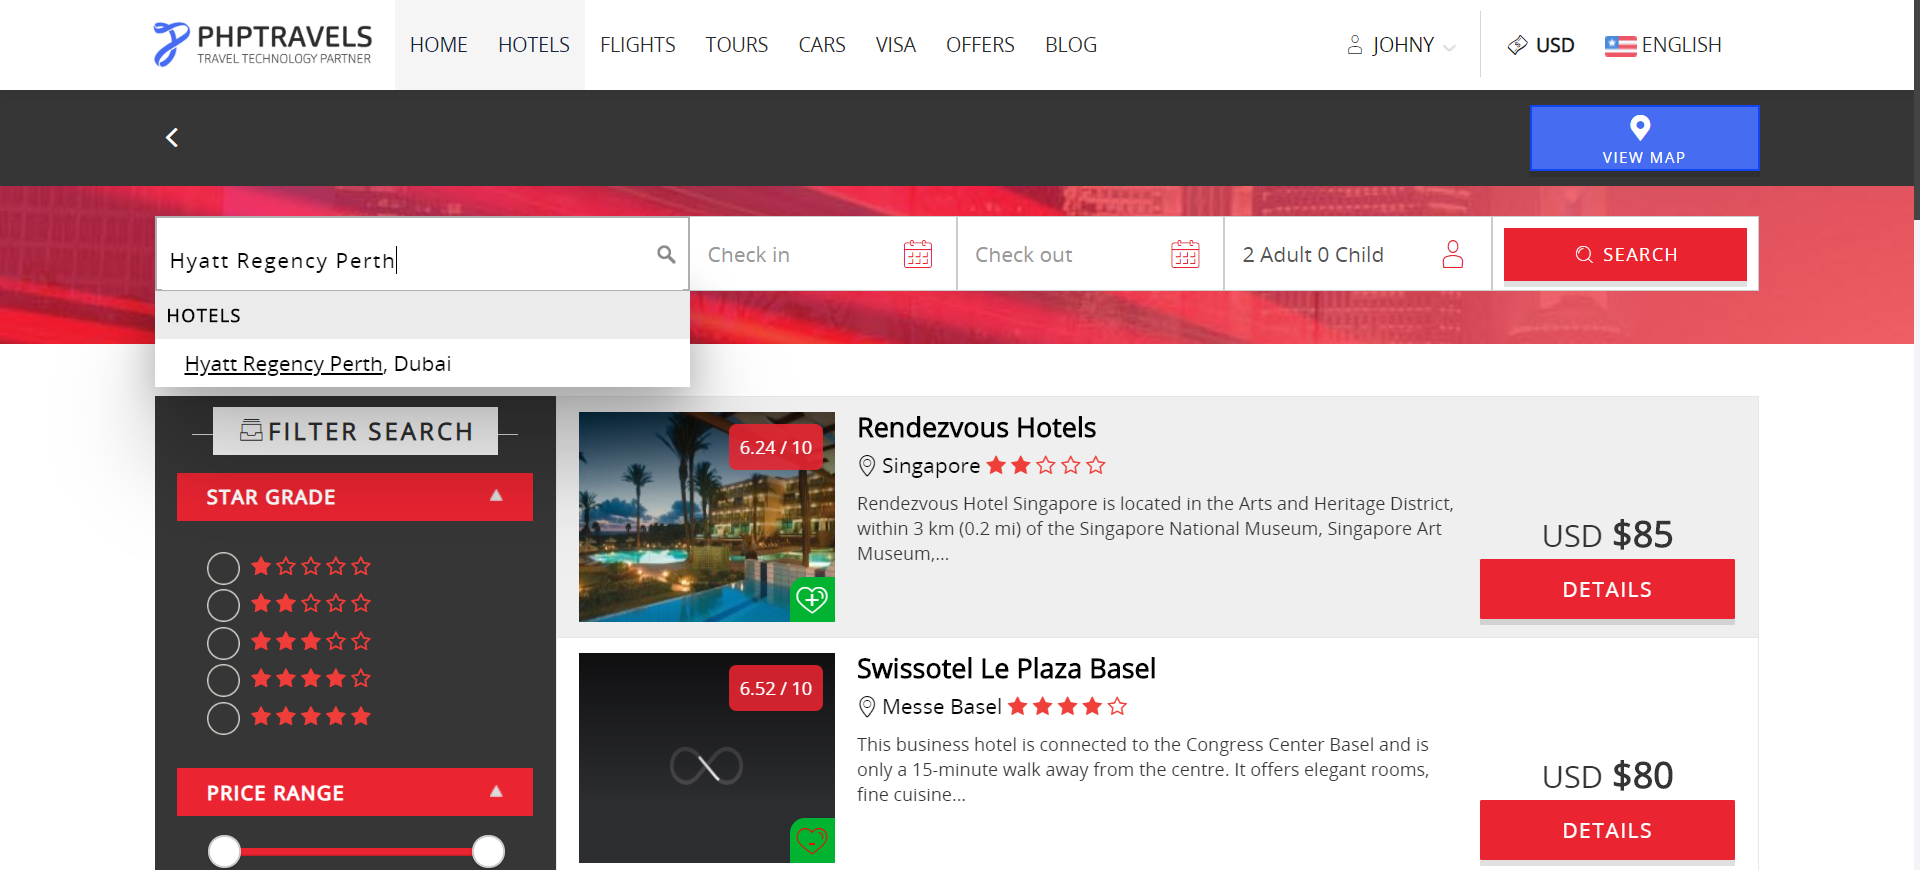 PHPTRAVELS
TRAVEL TECHNOLOGY PARTNER
HOME HOTELS FLIGHTS TOURS CARS VISA OFFERS BLOG
JOHNY USD ENGLISH
VIEW MAP
Hyatt Regency Perth
Check in
Check out
2 Adult 0 Child
SEARCH
HOTELS
Hyatt Regency Perth, Dubai
FILTER SEARCH
STAR GRADE
PRICE RANGE
6.24 / 10
Rendezvous Hotels
Singapore
Rendezvous Hotel Singapore is located in the Arts and Heritage District,
within 3 km (0.2 mi) of the Singapore National Museum, Singapore Art
Museum,...
USD $85
DETAILS
6.52 / 10
Swissotel Le Plaza Basel
Messe Basel
This business hotel is connected to the Congress Center Basel and is
only a 15-minute walk away from the centre. It offers elegant rooms,
fine cuisine...
USD $80
DETAILS